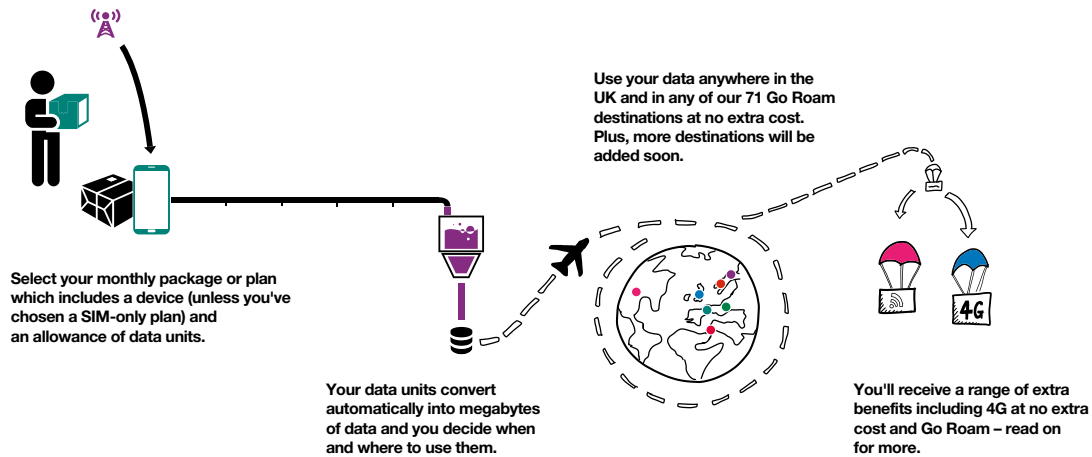 Select your monthly package or plan
which includes a device (unless you've
chosen a SIM-only plan) and
an allowance of data units.
Your data units convert
automatically into megabytes
of data and you decide when
and where to use them.
Use your data anywhere in the
UK and in any of our 71 Go Roam
destinations at no extra cost.
Plus, more destinations will be
added soon.
4G
You'll receive a range of extra
benefits including 4G at no extra
cost and Go Roam – read on
for more.